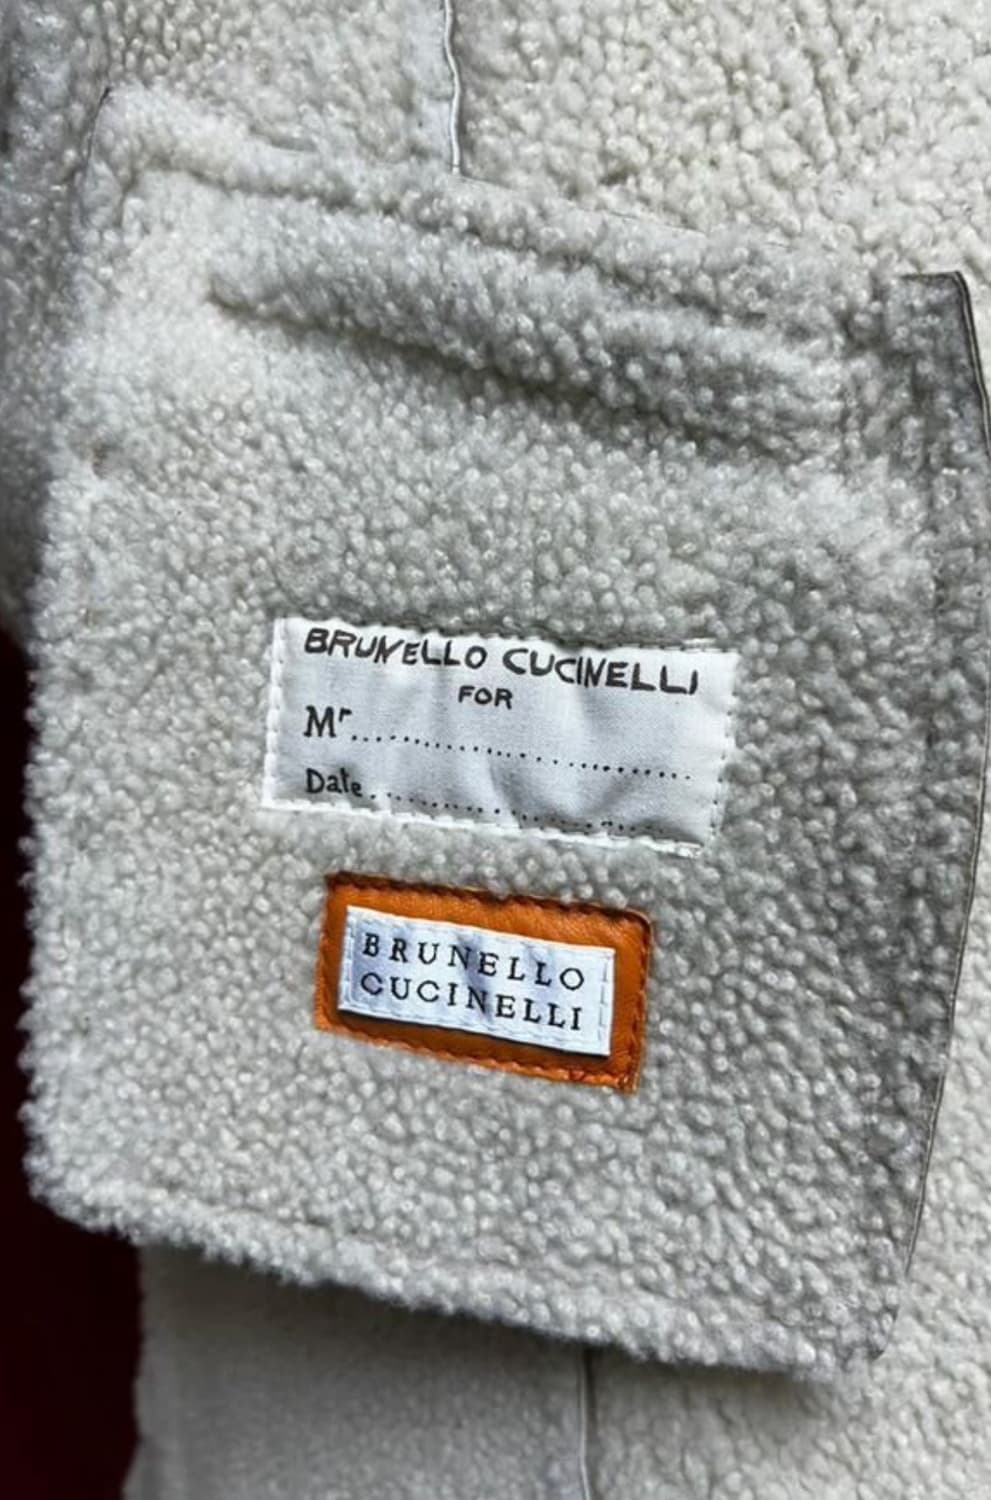 BRUNELLO CUCINELLI
FOR
Mr..............................
Date..............................
BRUNELLO
CUCINELLI